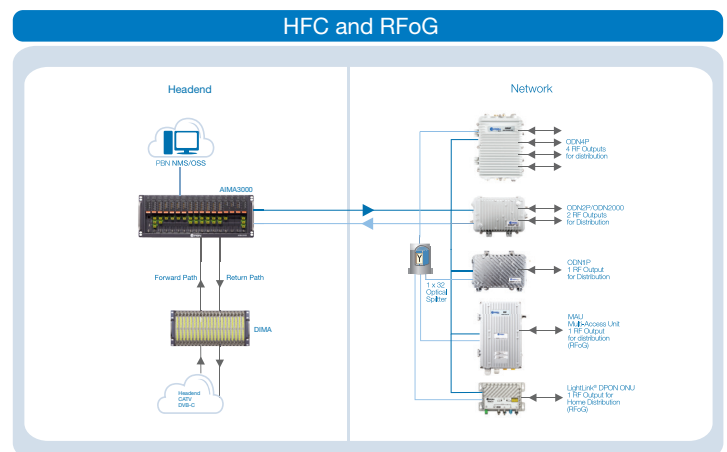 HFC and RFoG
Headend
PBN NMS/OSS
AIMA3000
Forward Path
Return Path
DIMA
Headend
CATV
DVB-C
Network
ODN4P
4 RF Outputs
for distribution
ODN2P/ODN2000
2 RF Outputs
for Distribution
1 x 32
Optical
Splitter
ODN1P
1 RF Output
for Distribution
MAU
Multi-Access Unit
1 RF Output
for distribution
(RFoG)
LightLink® DPON ONU
1 RF Output for
Home Distribution
(RFoG)